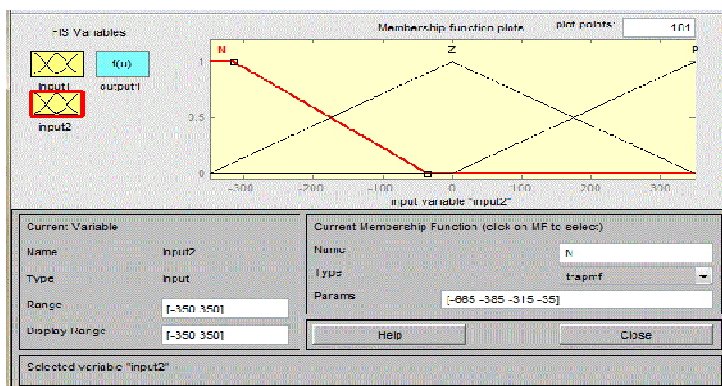 FIS Variables
Membership function plots
plot points:
181
f(u)
input1
output1
input2
N
Z
P
1
0.5
0
-300
-200
-100
0
100
200
300
input variable "input2"
Current Variable
Name
input2
Type
input
Range
[-350 350]
Display Range
[-350 350]
Current Membership Function (click on MF to select)
Name
N
Type
trapmf
Params
[-665 -385 -315 -35]
Help
Close
Selected variable "input2"